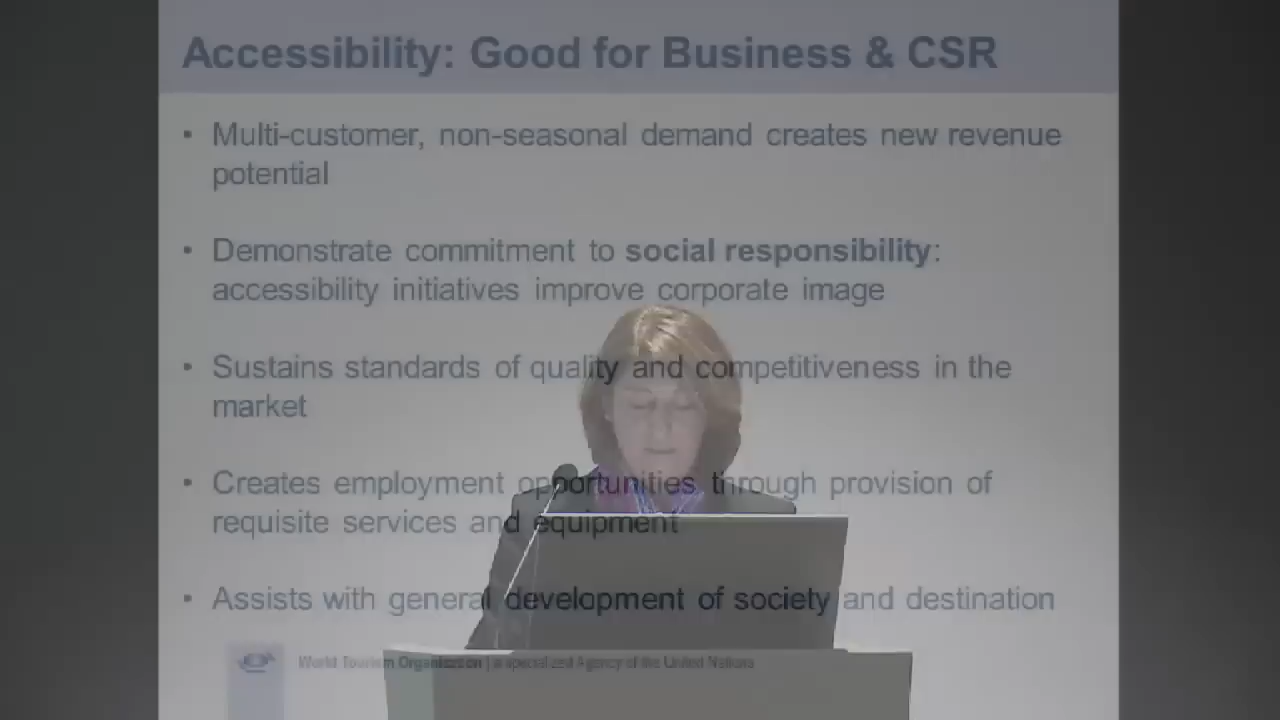 Accessibility: Good for Business & CSR
• Multi-customer, non-seasonal demand creates new revenue
potential
• Demonstrate commitment to social responsibility:
accessibility initiatives improve corporate image
• Sustains standards of quality and competitiveness in the
market
• Creates employment opportunities through provision of
requisite services and equipment
• Assists with general development of society and destination
World Tourism Organization | a specialized Agency of the United Nations